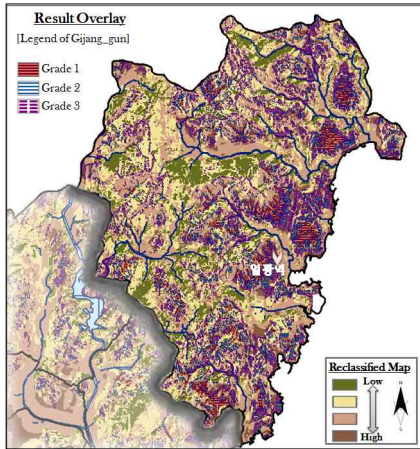 Result Overlay
[Legend of Gijang_gun]
Grade 1
Grade 2
Grade 3
Reclassified Map
Low
High
N
S